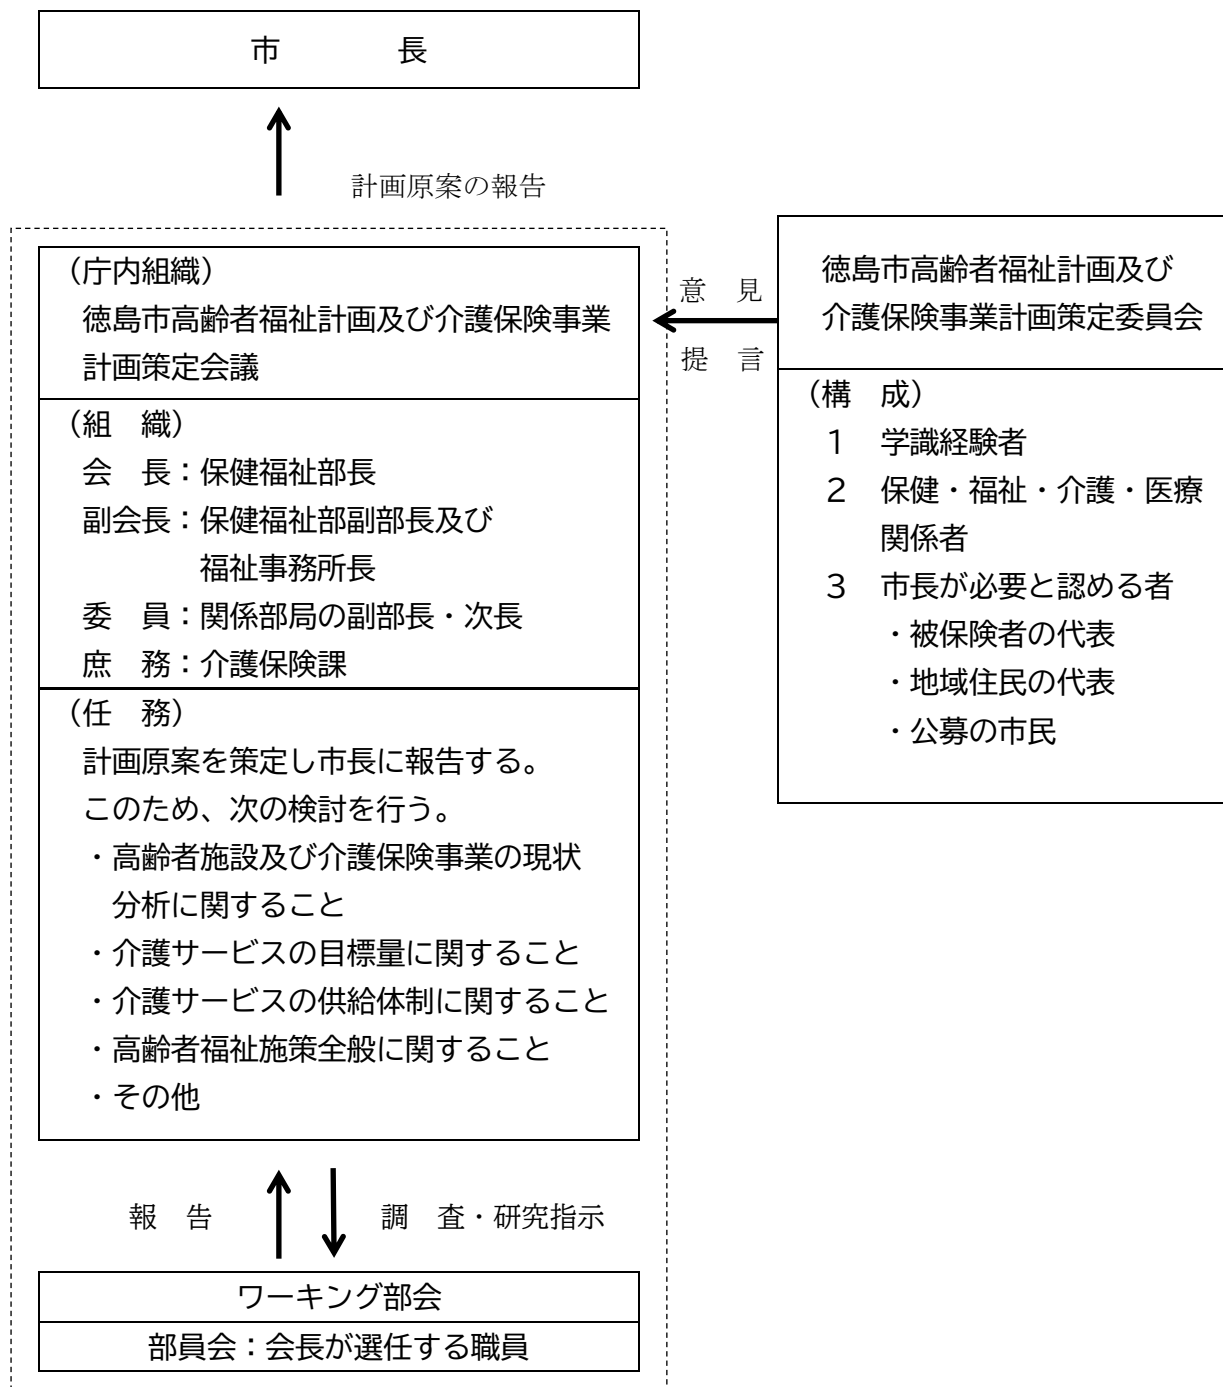 市　　　　長
計画原案の報告
（庁内組織）
徳島市高齢者福祉計画及び介護保険事業
計画策定会議
（組　織）
会　長：保健福祉部長
副会長：保健福祉部副部長及び
福祉事務所長
委　員：関係部局の副部長・次長
庶　務：介護保険課
（任　務）
計画原案を策定し市長に報告する。
このため、次の検討を行う。
・高齢者施設及び介護保険事業の現状
分析に関すること
・介護サービスの目標量に関すること
・介護サービスの供給体制に関すること
・高齢者福祉施策全般に関すること
・その他
意　見
提　言
徳島市高齢者福祉計画及び
介護保険事業計画策定委員会
（構　成）
１　学識経験者
２　保健・福祉・介護・医療
関係者
３　市長が必要と認める者
・被保険者の代表
・地域住民の代表
・公募の市民
報　告
調　査・研究指示
ワーキング部会
部員会：会長が選任する職員